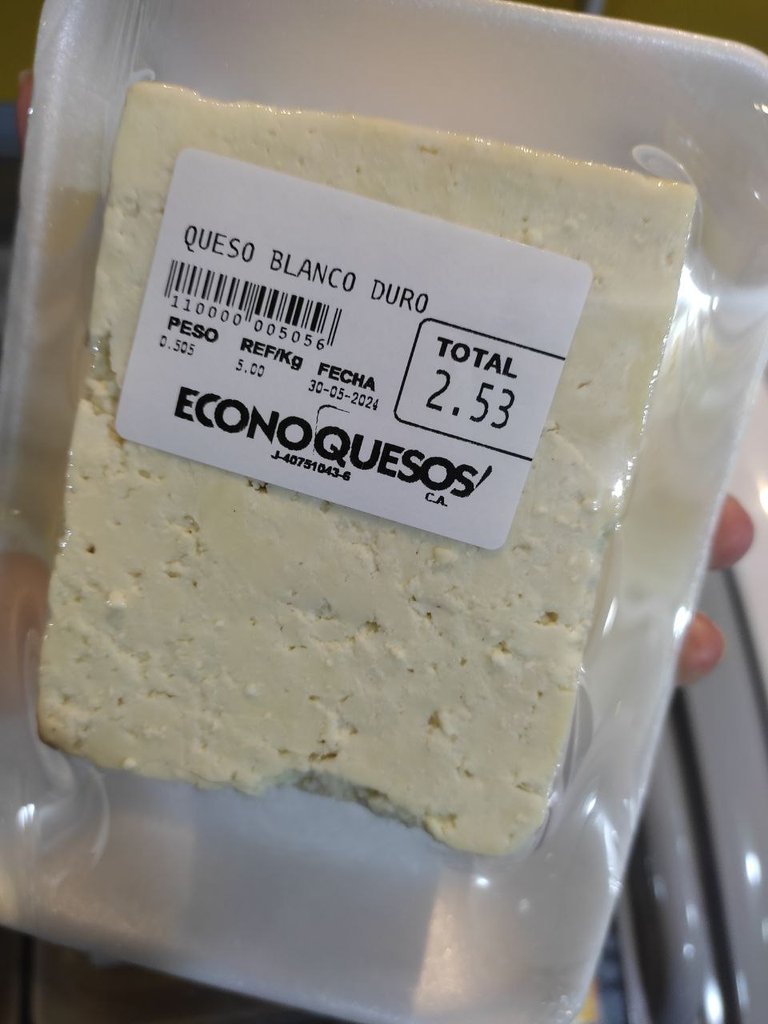 QUESO BLANCO DURO
110000 005056
PESO REF/Kg FECHA
0.505 5.00 30-05-2024
TOTAL
2.53
ECONOQUESOS
J-40751043-6
C.A.